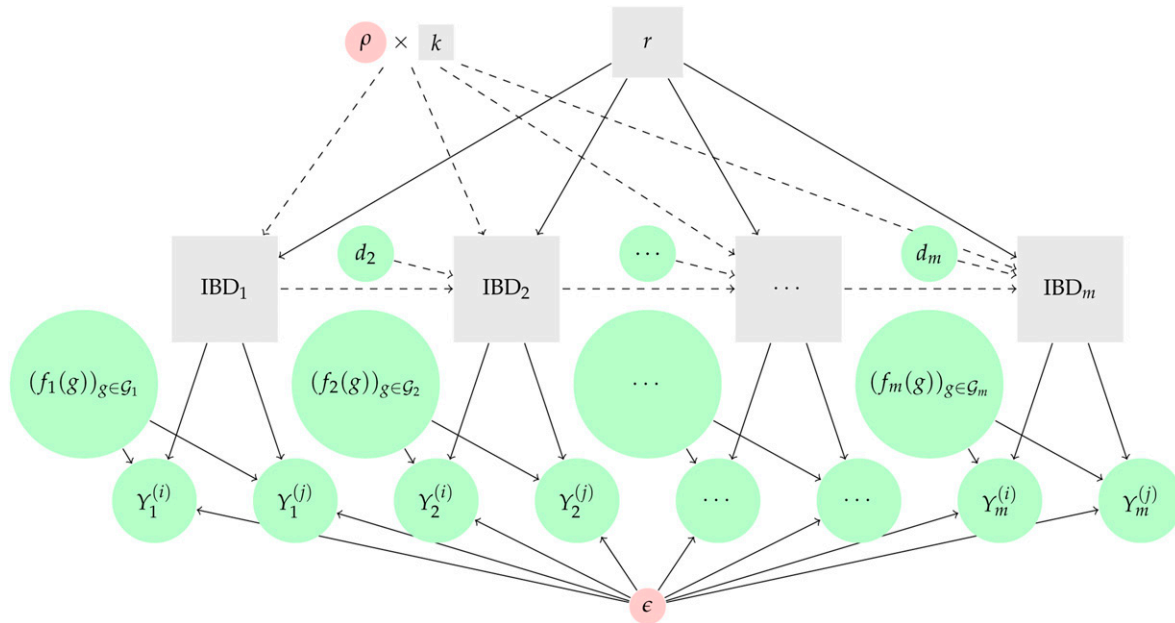 ρ × k r
d₂ ··· dₘ
IBD₁ IBD₂ ··· IBDₘ
(f₁(g))g∈𝒢₁ (f₂(g))g∈𝒢₂ ··· (fₘ(g))g∈𝒢ₘ
Y₁⁽ⁱ⁾ Y₁⁽ʲ⁾ Y₂⁽ⁱ⁾ Y₂⁽ʲ⁾ ··· ··· Yₘ⁽ⁱ⁾ Yₘ⁽ʲ⁾
ϵ